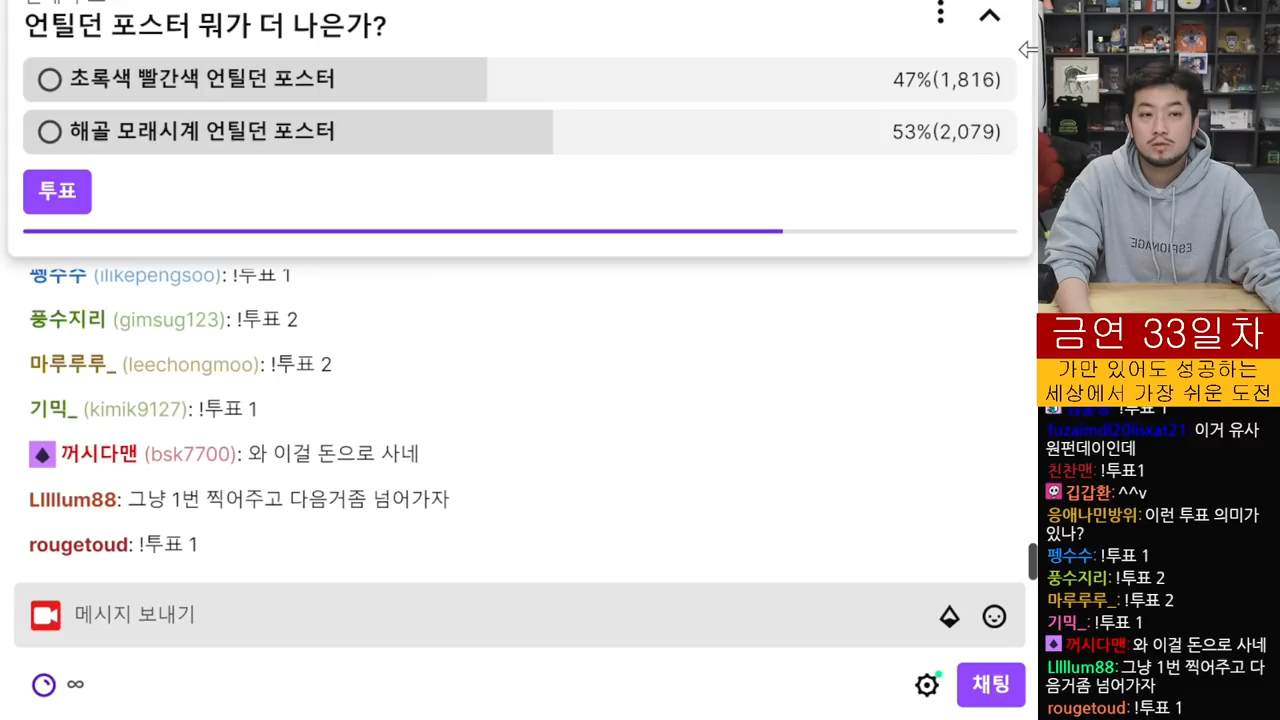 언틸던 포스터 뭐가 더 나은가?
초록색 빨간색 언틸던 포스터
47%(1,816)
해골 모래시계 언틸던 포스터
53%(2,079)
투표
펭수수 (ilikepengsoo): !투표 1
풍수지리 (gimsug123): !투표 2
마루루루_ (leechongmoo): !투표 2
기믹_ (kimik9127): !투표 1
꺼시다맨 (bsk7700): 와 이걸 돈으로 사네
Lllllum88: 그냥 1번 찍어주고 다음거좀 넘어가자
rougetoud: !투표 1
메시지 보내기
∞
채팅
ESPIONAGE
금연 33일차
가만 있어도 성공하는
세상에서 가장 쉬운 도전
!투표 1
이거 유사
원펀데이인데
친찬맨: !투표1
김갑환: ^^v
응애나민방위: 이런 투표 의미가
있나?
펭수수: !투표 1
풍수지리: !투표 2
마루루루_: !투표 2
기믹_: !투표 1
꺼시다맨: 와 이걸 돈으로 사네
Lllllum88: 그냥 1번 찍어주고 다
음거좀 넘어가자
rougetoud: !투표 1